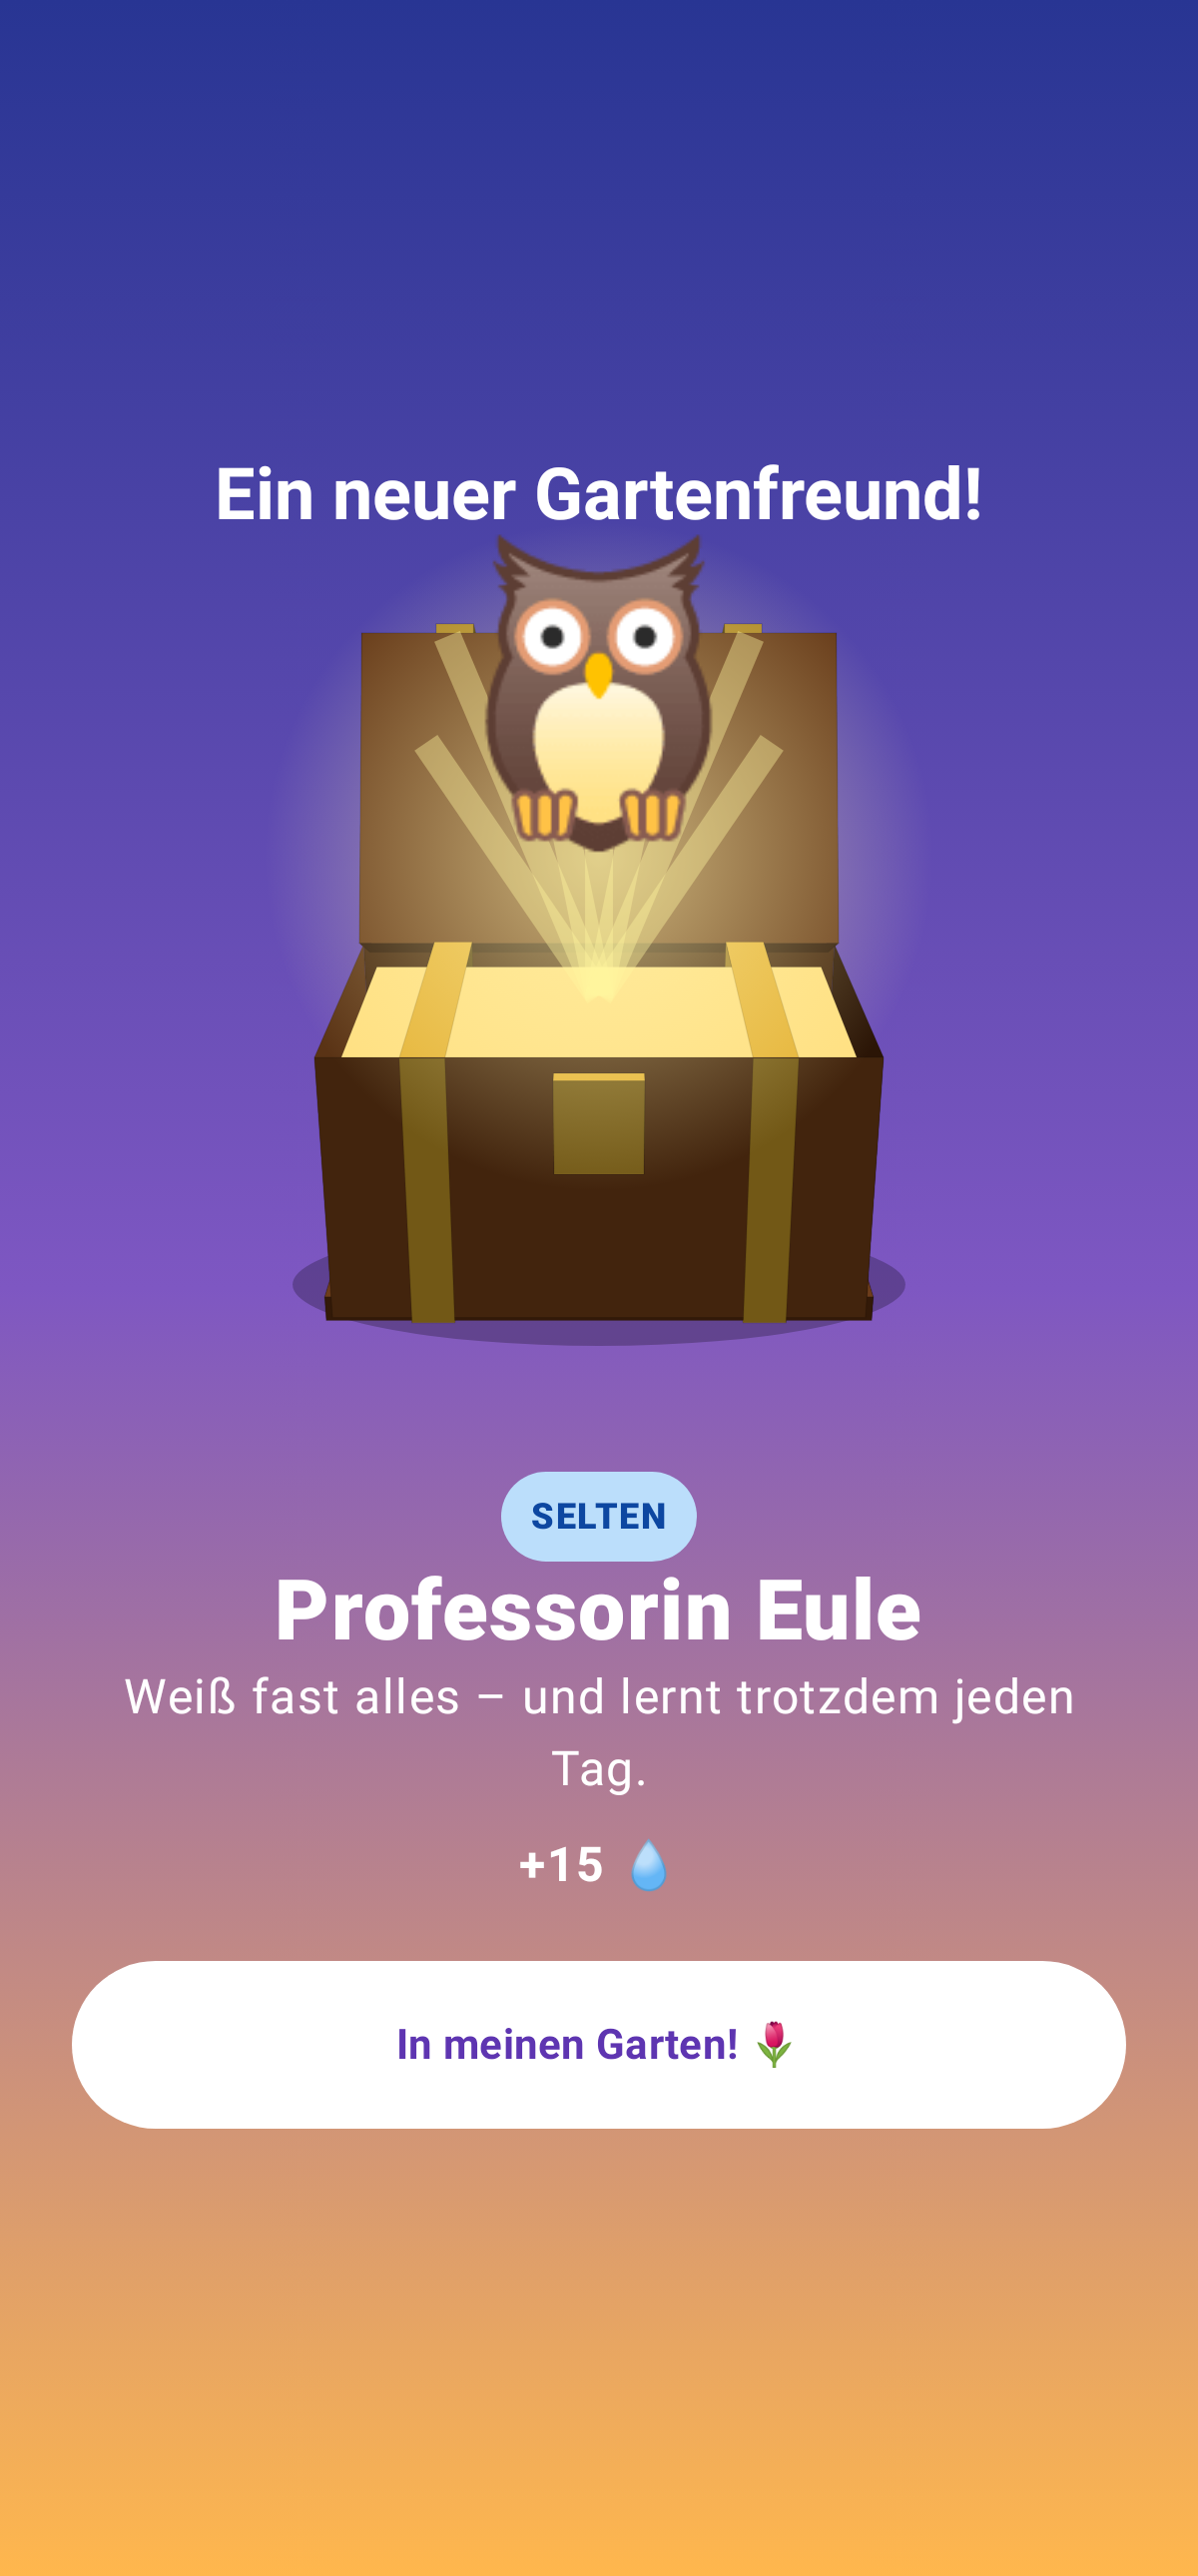 Ein neuer Gartenfreund!
SELTEN
Professorin Eule
Weiß fast alles – und lernt trotzdem jeden
Tag.
+15 💧
In meinen Garten! 🌷